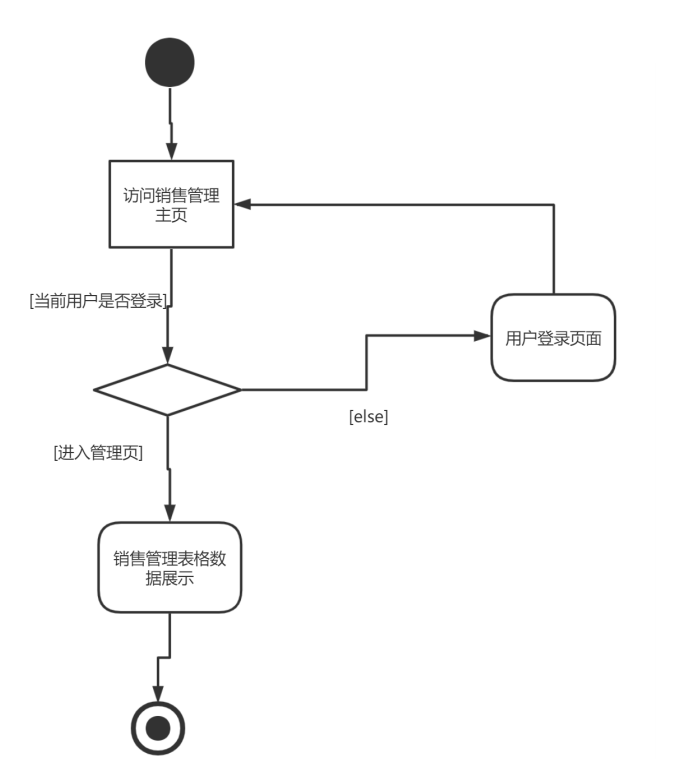 访问销售管理
主页
[当前用户是否登录]
用户登录页面
[else]
[进入管理页]
销售管理表格数
据展示